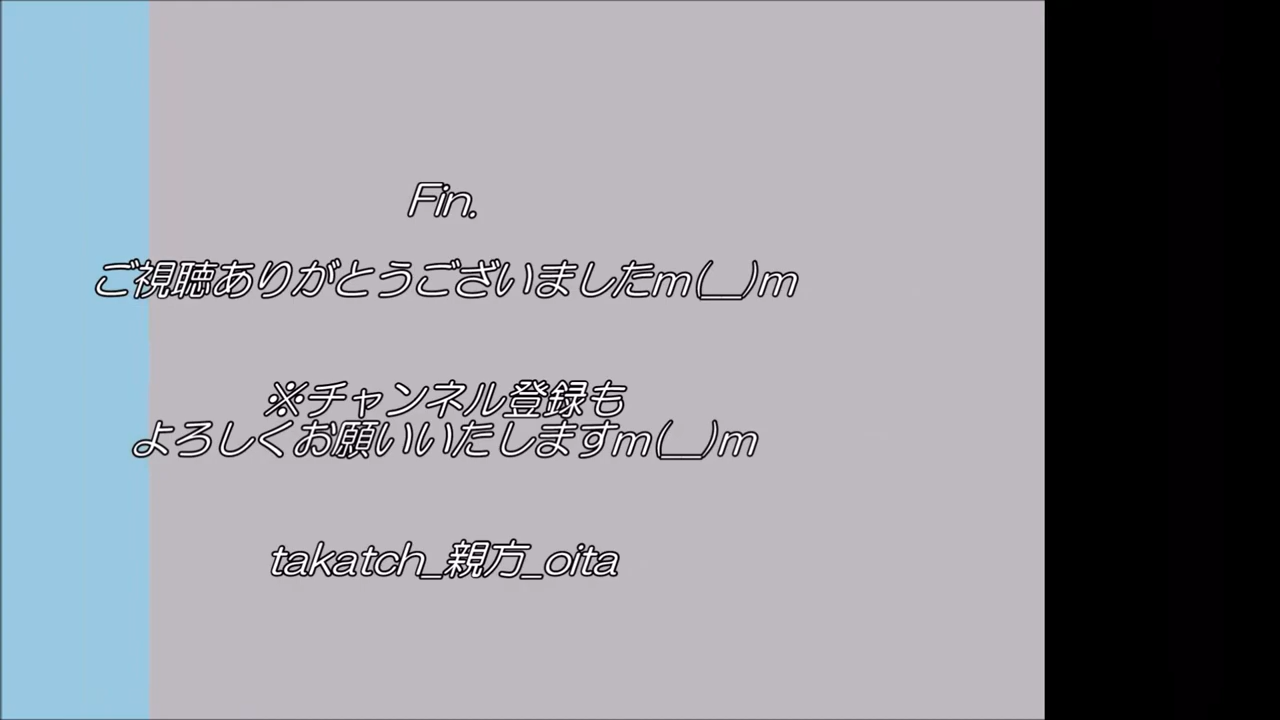 Fin.
ご視聴ありがとうございましたm(__)m
※チャンネル登録も
よろしくお願いいたしますm(__)m
takatch_親方_oita